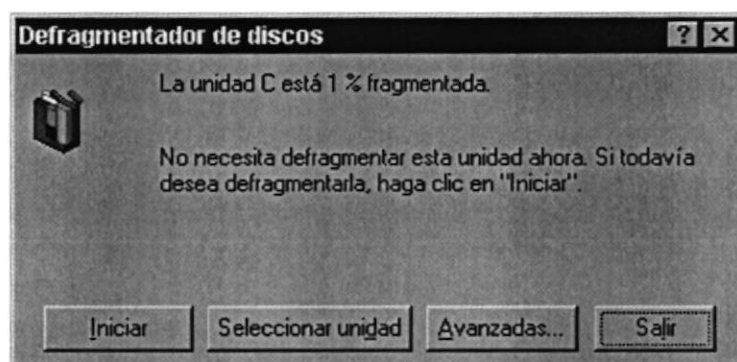 Defragmentador de discos
La unidad C está 1 % fragmentada.
No necesita defragmentar esta unidad ahora. Si todavía
desea defragmentarla, haga clic en "Iniciar".
Iniciar
Seleccionar unidad
Avanzadas...
Salir